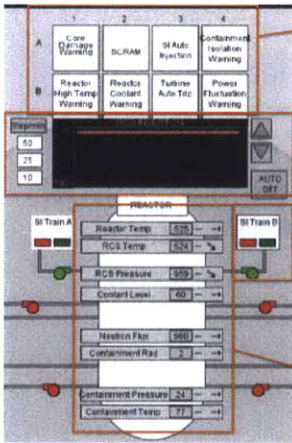 1 2 3 4
A Core Damage Warning SCRAM SI Auto Injection Containment Isolation Warning
B Reactor High Temp Warning Reactor Coolant Warning Turbine Auto Trip Power Fluctuation Warning
50
25
10
AUTO OFF
REACTOR
SI Train A SI Train B
Reactor Temp 525
RCS Temp 524
RCS Pressure 959
Coolant Level 60
Neutron Flux 980
Containment Rad 2
Containment Pressure 24
Containment Temp 77